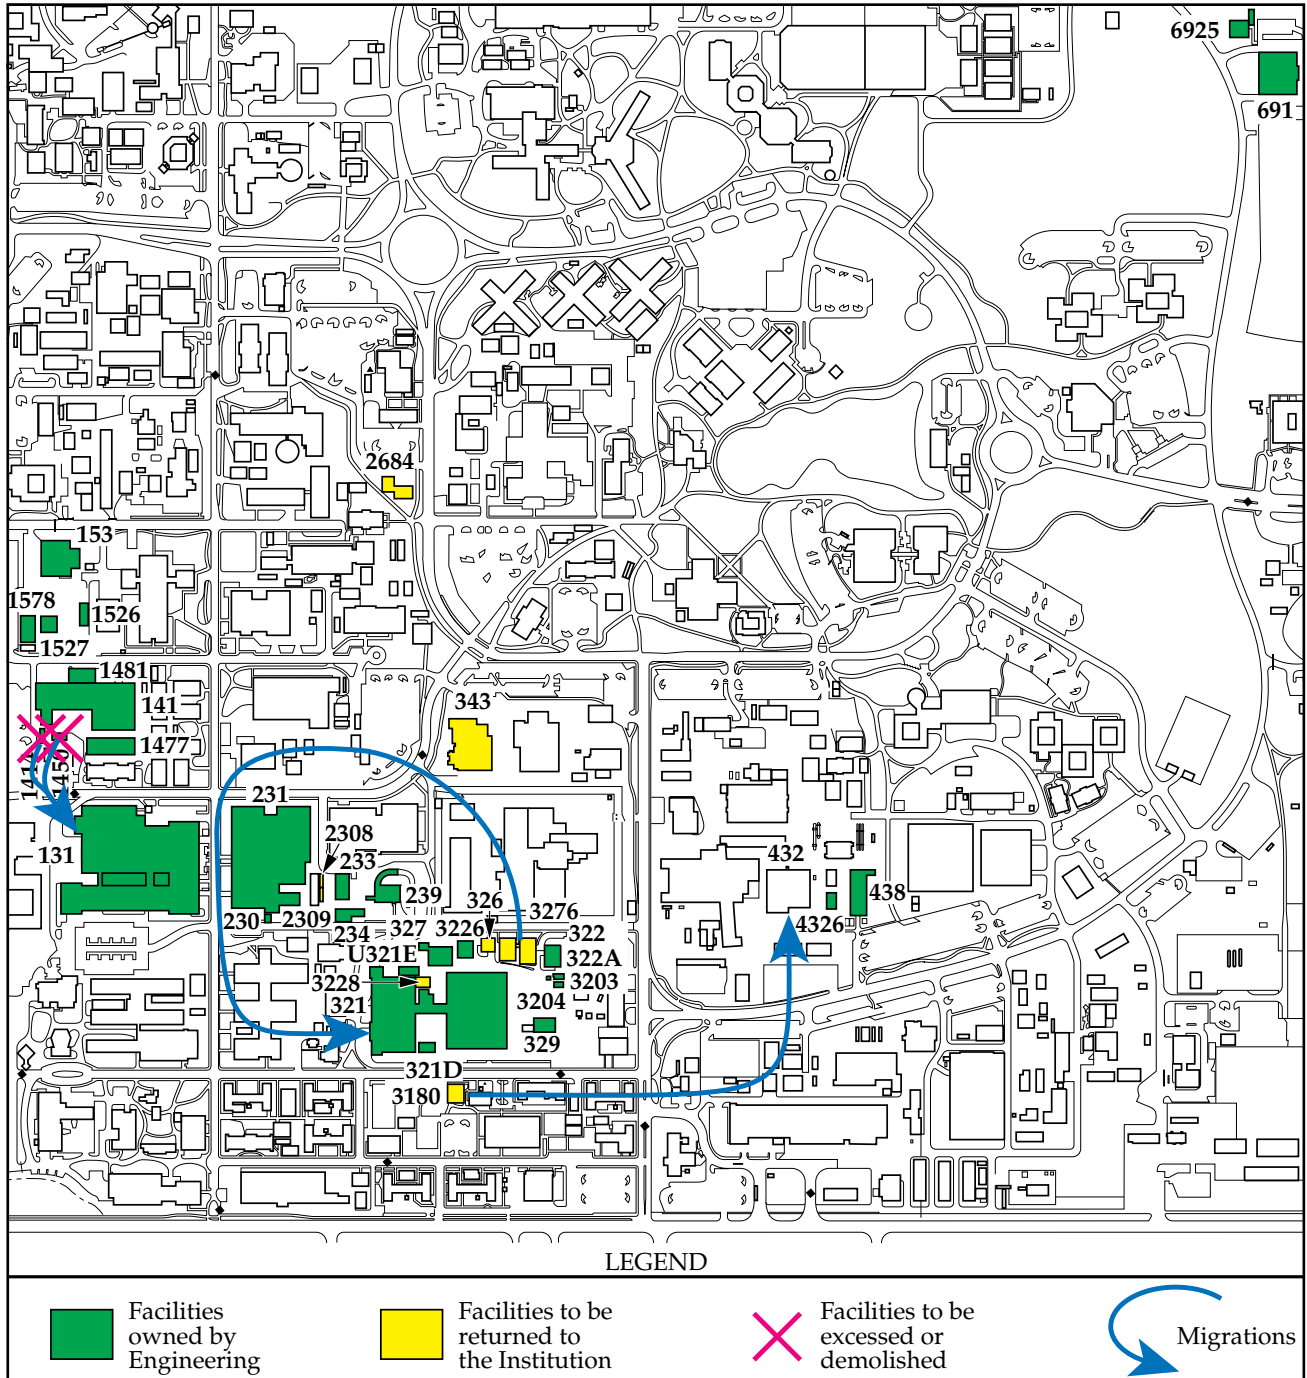 6925
691
2684
153
1578
1526
1527
1481
141
343
1477
141A
1450
231
2308
131
233
432
239
326
438
3276
230
2309
234
327
3226
322
4326
U321E
322A
3228
3203
321
3204
329
321D
3180
LEGEND
Facilities
owned by
Engineering
Facilities to be
returned to
the Institution
Facilities to be
excessed or
demolished
Migrations